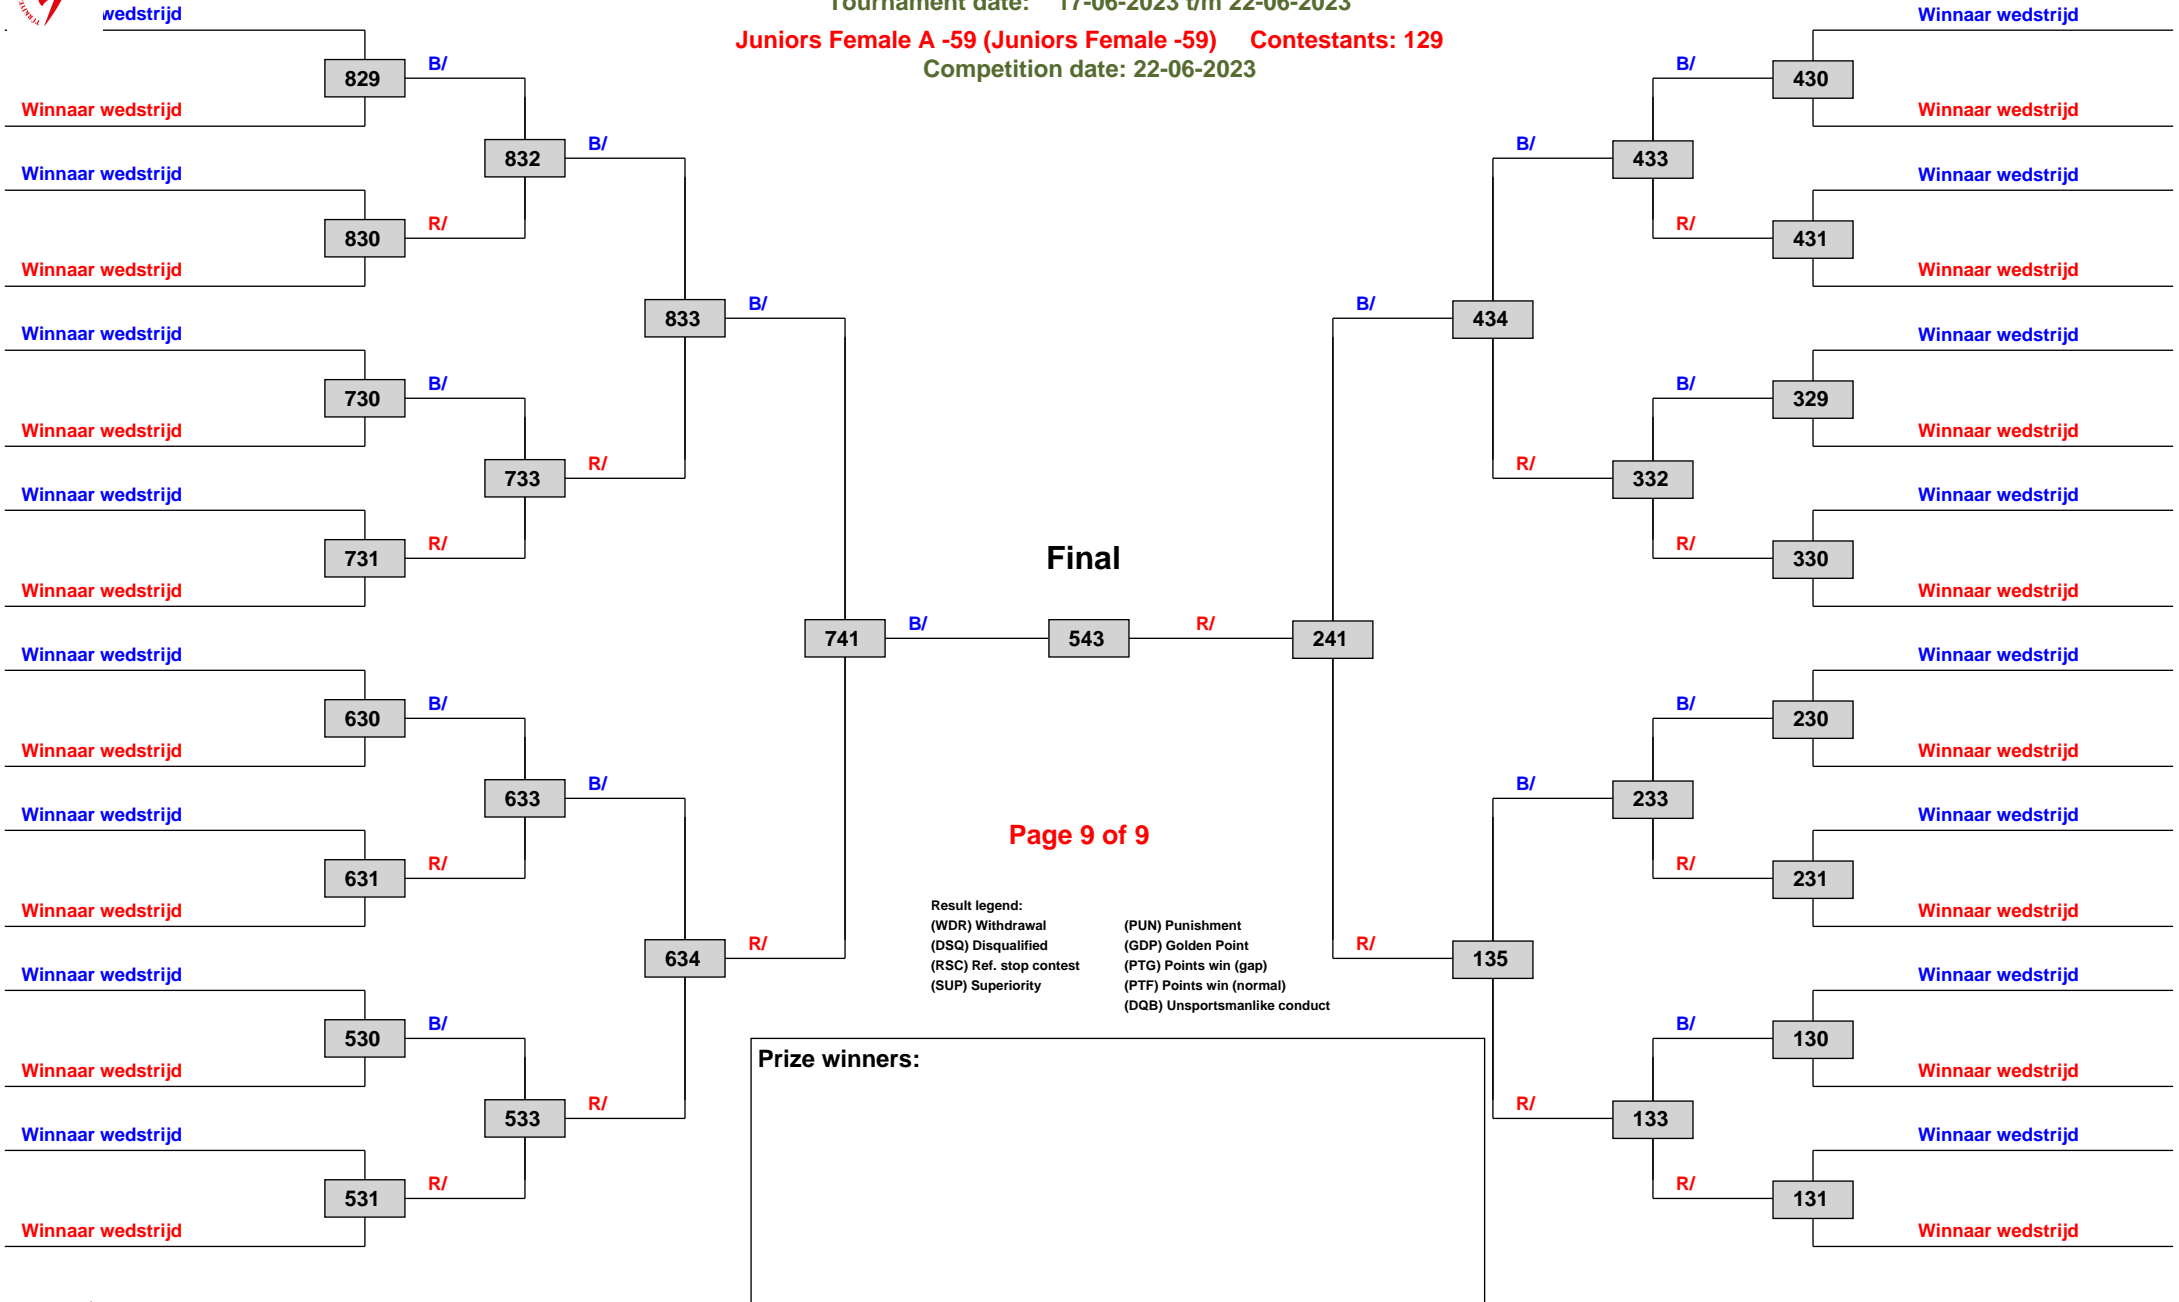 TÜRKİYE
wedstrijd
Tournament date: 17-06-2023 t/m 22-06-2023
Juniors Female A -59 (Juniors Female -59) Contestants: 129
Competition date: 22-06-2023
Winnaar wedstrijd
829
B/
B/
430
Winnaar wedstrijd
Winnaar wedstrijd
832
B/
B/
433
Winnaar wedstrijd
Winnaar wedstrijd
830
R/
R/
431
Winnaar wedstrijd
Winnaar wedstrijd
833
B/
B/
434
Winnaar wedstrijd
Winnaar wedstrijd
730
B/
B/
329
Winnaar wedstrijd
Winnaar wedstrijd
733
R/
R/
332
Winnaar wedstrijd
Winnaar wedstrijd
731
R/
R/
330
Final
Winnaar wedstrijd
Winnaar wedstrijd
741
B/
543
R/
241
Winnaar wedstrijd
Winnaar wedstrijd
630
B/
B/
230
Winnaar wedstrijd
Winnaar wedstrijd
633
B/
B/
233
Winnaar wedstrijd
Winnaar wedstrijd
Page 9 of 9
631
R/
R/
231
Winnaar wedstrijd
Winnaar wedstrijd
Result legend:
(WDR) Withdrawal (PUN) Punishment
(DSQ) Disqualified (GDP) Golden Point
(RSC) Ref. stop contest (PTG) Points win (gap)
(SUP) Superiority (PTF) Points win (normal)
(DQB) Unsportsmanlike conduct
634
R/
R/
135
Winnaar wedstrijd
Winnaar wedstrijd
530
B/
B/
130
Winnaar wedstrijd
Winnaar wedstrijd
Prize winners:
533
R/
R/
133
Winnaar wedstrijd
Winnaar wedstrijd
531
R/
R/
131
Winnaar wedstrijd
Winnaar wedstrijd